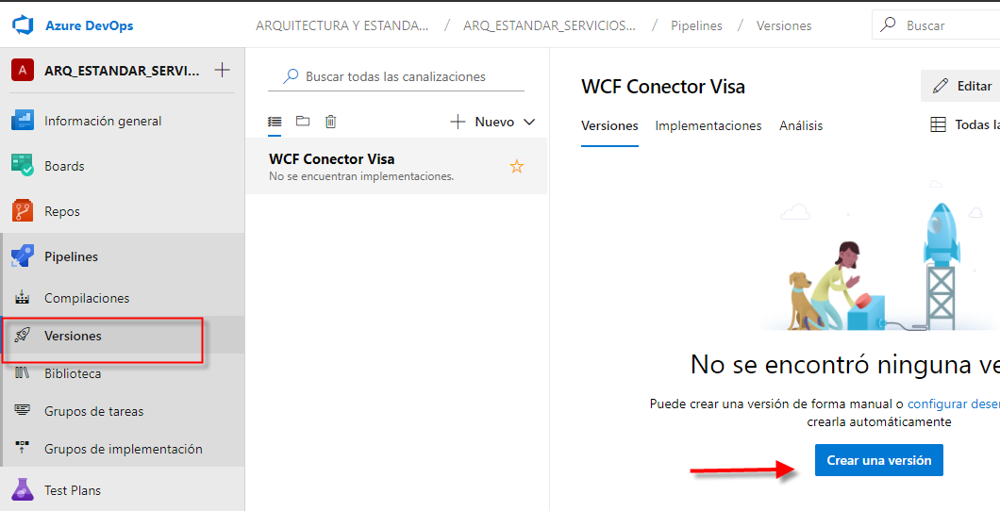 Azure DevOps
ARQUITECTURA Y ESTANDA... / ARQ_ESTANDAR_SERVICIOS... / Pipelines / Versiones
Buscar
A ARQ_ESTANDAR_SERVI...
Información general
Boards
Repos
Pipelines
Compilaciones
Versiones
Biblioteca
Grupos de tareas
Grupos de implementación
Test Plans
Buscar todas las canalizaciones
Nuevo
WCF Conector Visa
No se encuentran implementaciones.
WCF Conector Visa
Editar
Versiones Implementaciones Análisis
Todas
No se encontró ninguna
Puede crear una versión de forma manual o configurar
crearla automáticamente
Crear una versión